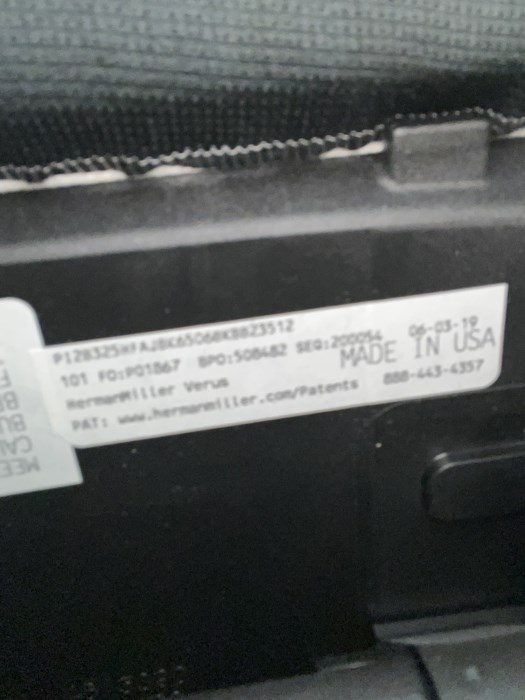 06-03-19
101 FO:P01867 BPO:508482 SEQ:200054
MADE IN USA
HermanMiller Verus
888-443-4357
PAT: www.hermanmiller.com/Patents